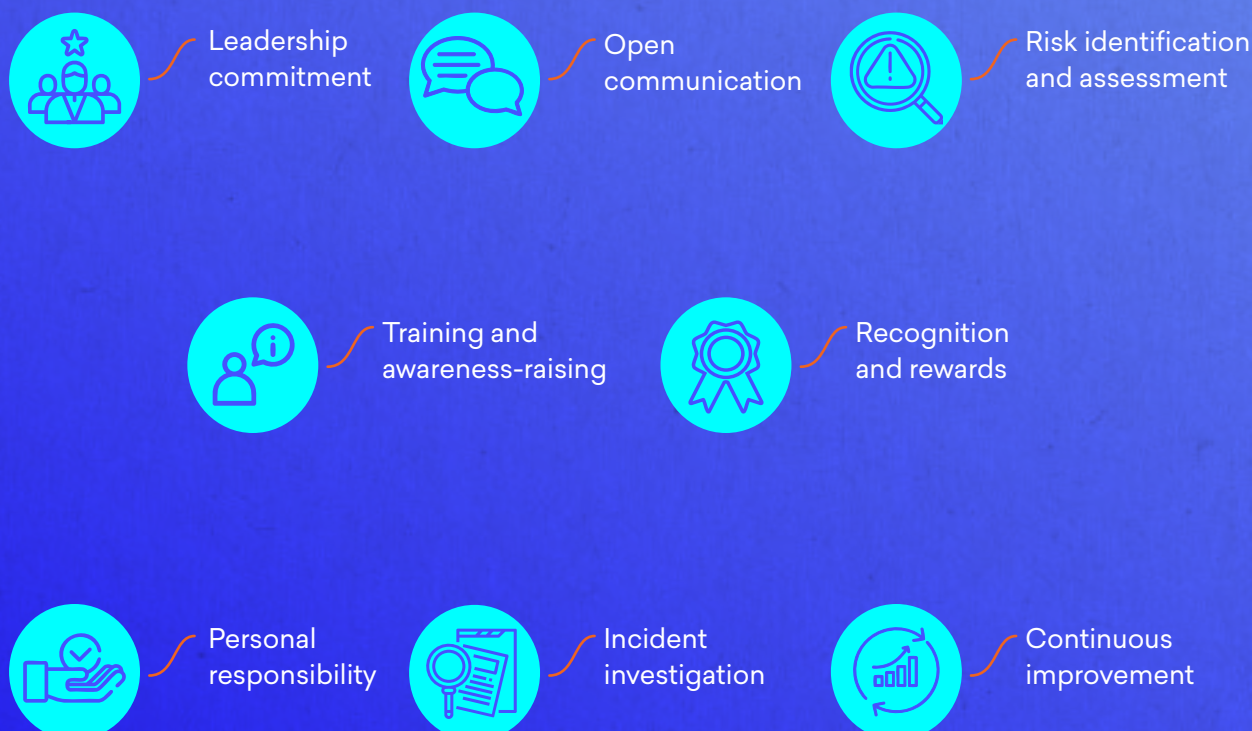 Leadership
commitment
Open
communication
Risk identification
and assessment
Training and
awareness-raising
Recognition
and rewards
Personal
responsibility
Incident
investigation
Continuous
improvement